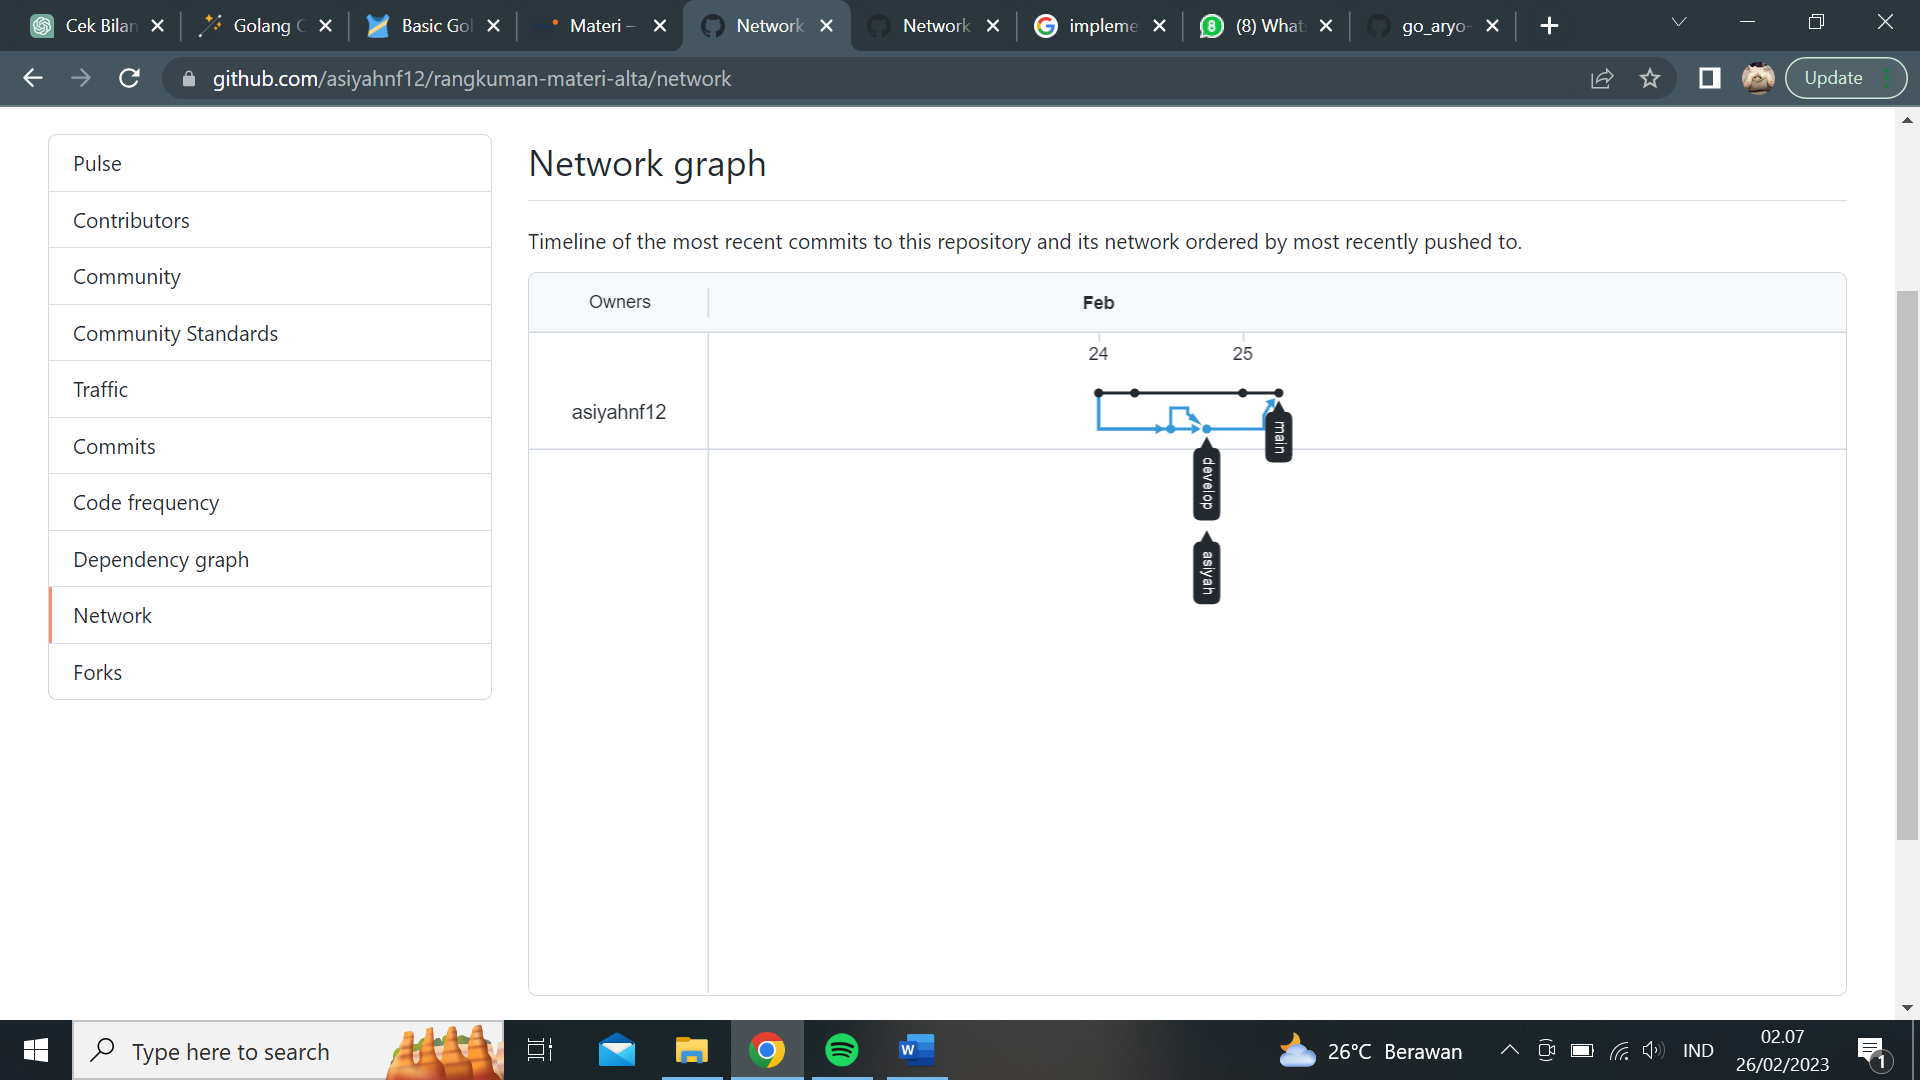 Cek Bilan
Golang C
Basic Gol
Materi –
Network
Network
impleme
(8) What
go_aryo-
github.com/asiyahnf12/rangkuman-materi-alta/network
Update
Pulse
Contributors
Community
Community Standards
Traffic
Commits
Code frequency
Dependency graph
Network
Forks
Network graph
Timeline of the most recent commits to this repository and its network ordered by most recently pushed to.
Owners
Feb
24
25
asiyahnf12
main
develop
asiyah
Type here to search
26°C Berawan
IND
02.07
26/02/2023
1